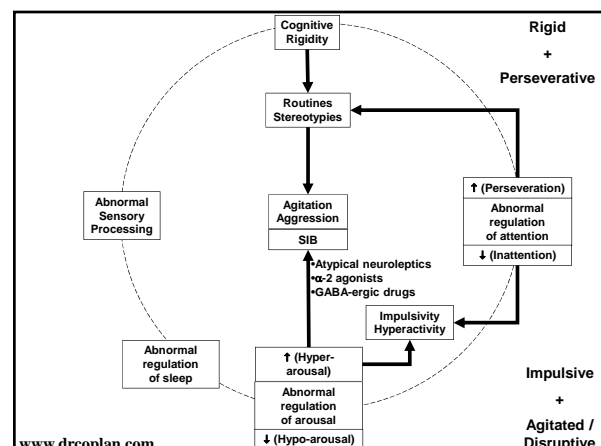 Cognitive
Rigidity
Rigid
+
Perseverative
Routines
Stereotypies
↑ (Perseveration)
Abnormal
regulation
of attention
↓ (Inattention)
Abnormal
Sensory
Processing
Agitation
Aggression
SIB
•Atypical neuroleptics
•α-2 agonists
•GABA-ergic drugs
Impulsivity
Hyperactivity
Abnormal
regulation
of sleep
↑ (Hyper-
arousal)
Abnormal
regulation
of arousal
↓ (Hypo-arousal)
Impulsive
+
Agitated /
Disruptive
www.drcoplan.com